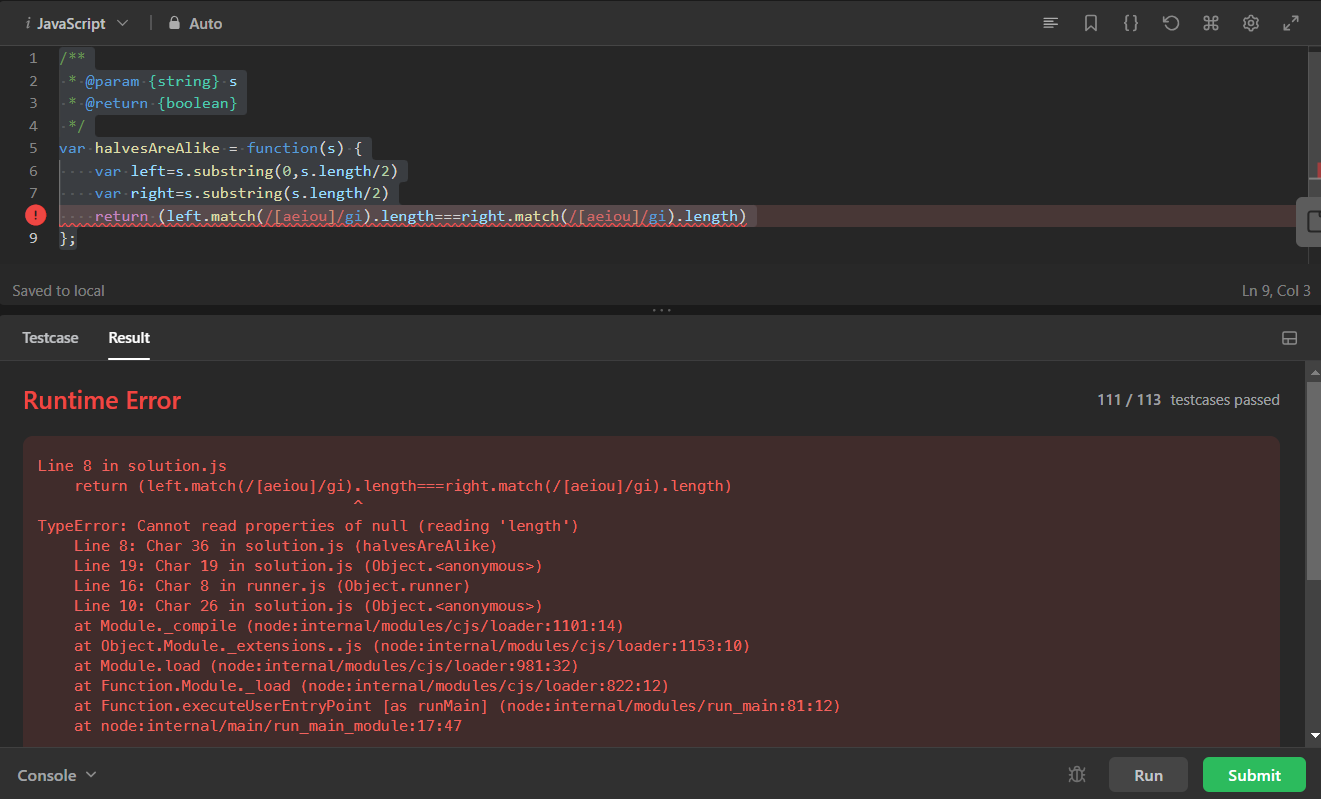 i JavaScript Auto
1 /**
2 * @param {string} s
3 * @return {boolean}
4 */
5 var halvesAreAlike = function(s) {
6 var left=s.substring(0,s.length/2)
7 var right=s.substring(s.length/2)
! return (left.match(/[aeiou]/gi).length===right.match(/[aeiou]/gi).length)
9 };
Saved to local Ln 9, Col 3
Testcase Result
Runtime Error 111 / 113 testcases passed
Line 8 in solution.js
return (left.match(/[aeiou]/gi).length===right.match(/[aeiou]/gi).length)
^
TypeError: Cannot read properties of null (reading 'length')
Line 8: Char 36 in solution.js (halvesAreAlike)
Line 19: Char 19 in solution.js (Object.<anonymous>)
Line 16: Char 8 in runner.js (Object.runner)
Line 10: Char 26 in solution.js (Object.<anonymous>)
at Module._compile (node:internal/modules/cjs/loader:1101:14)
at Object.Module._extensions..js (node:internal/modules/cjs/loader:1153:10)
at Module.load (node:internal/modules/cjs/loader:981:32)
at Function.Module._load (node:internal/modules/cjs/loader:822:12)
at Function.executeUserEntryPoint [as runMain] (node:internal/modules/run_main:81:12)
at node:internal/main/run_main_module:17:47
Console Run Submit